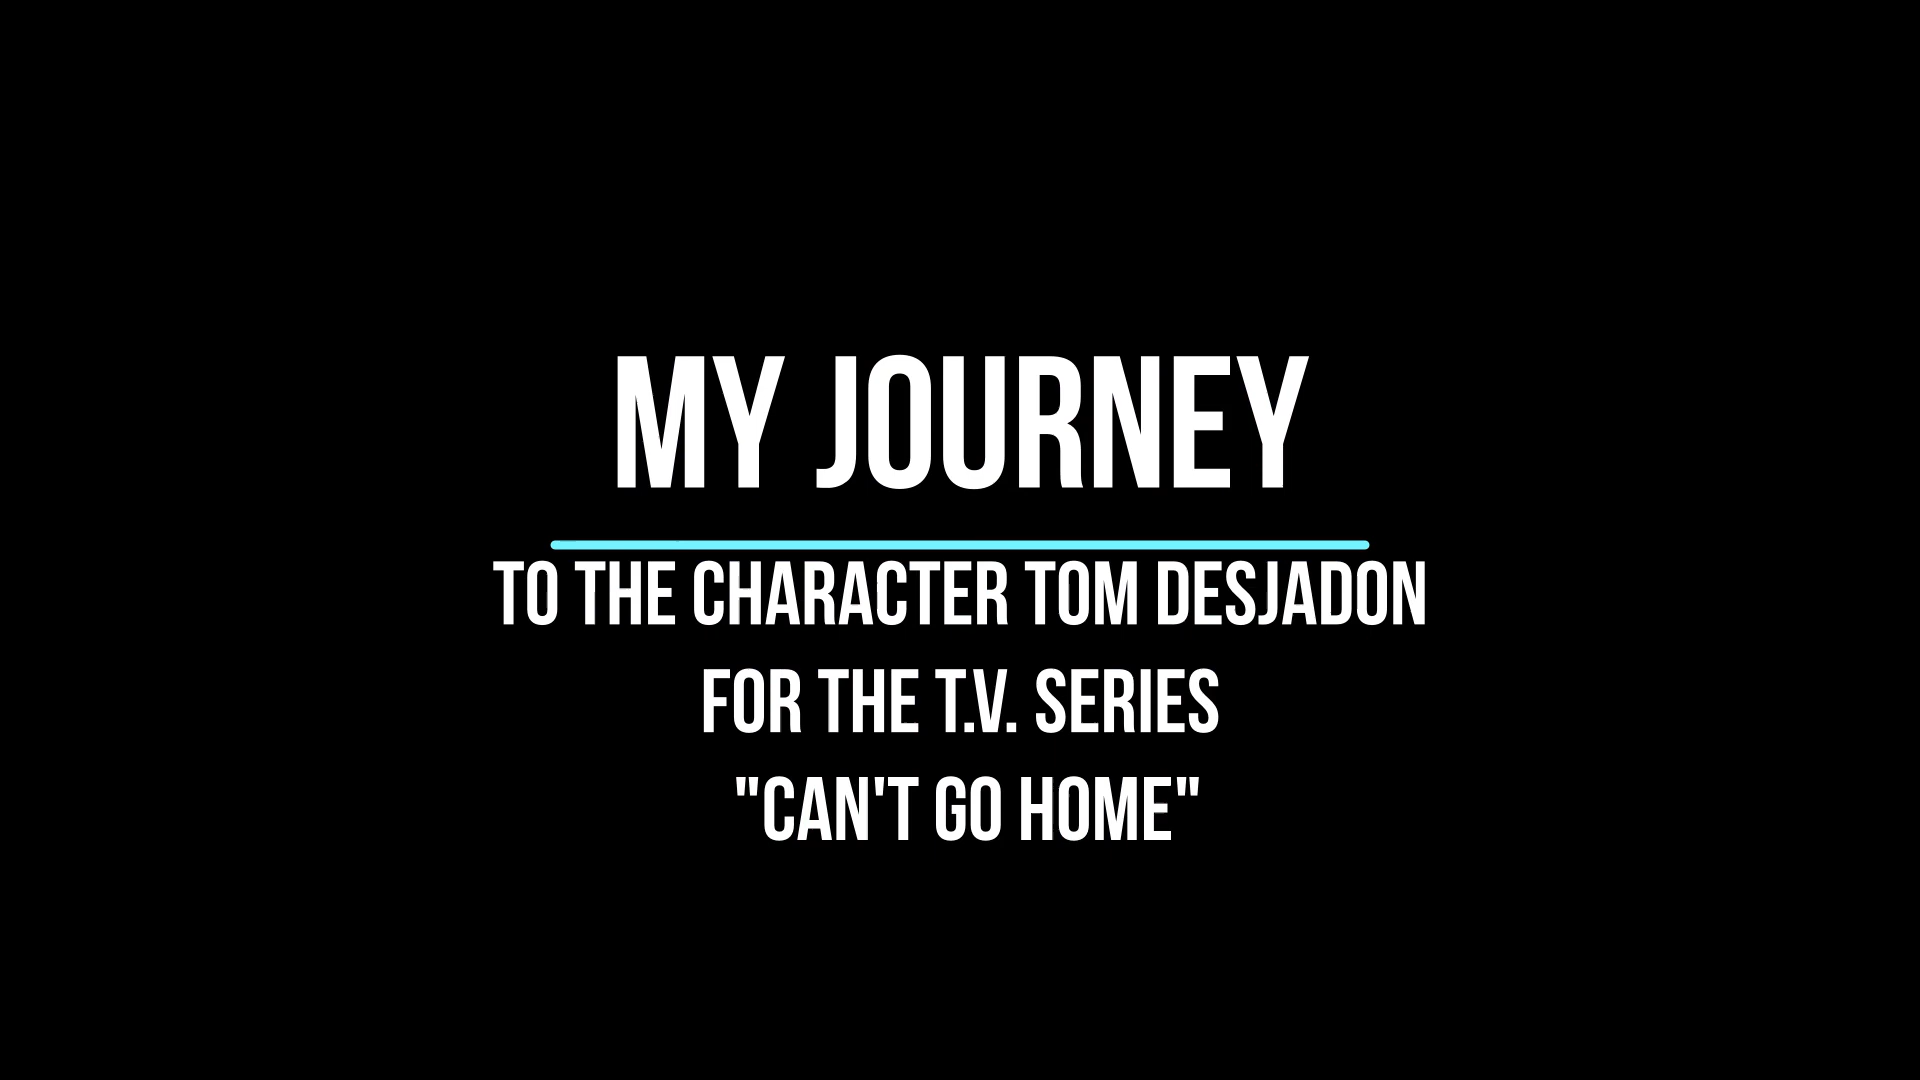 MY JOURNEY
TO THE CHARACTER TOM DESJADON
FOR THE T.V. SERIES
"CAN'T GO HOME"